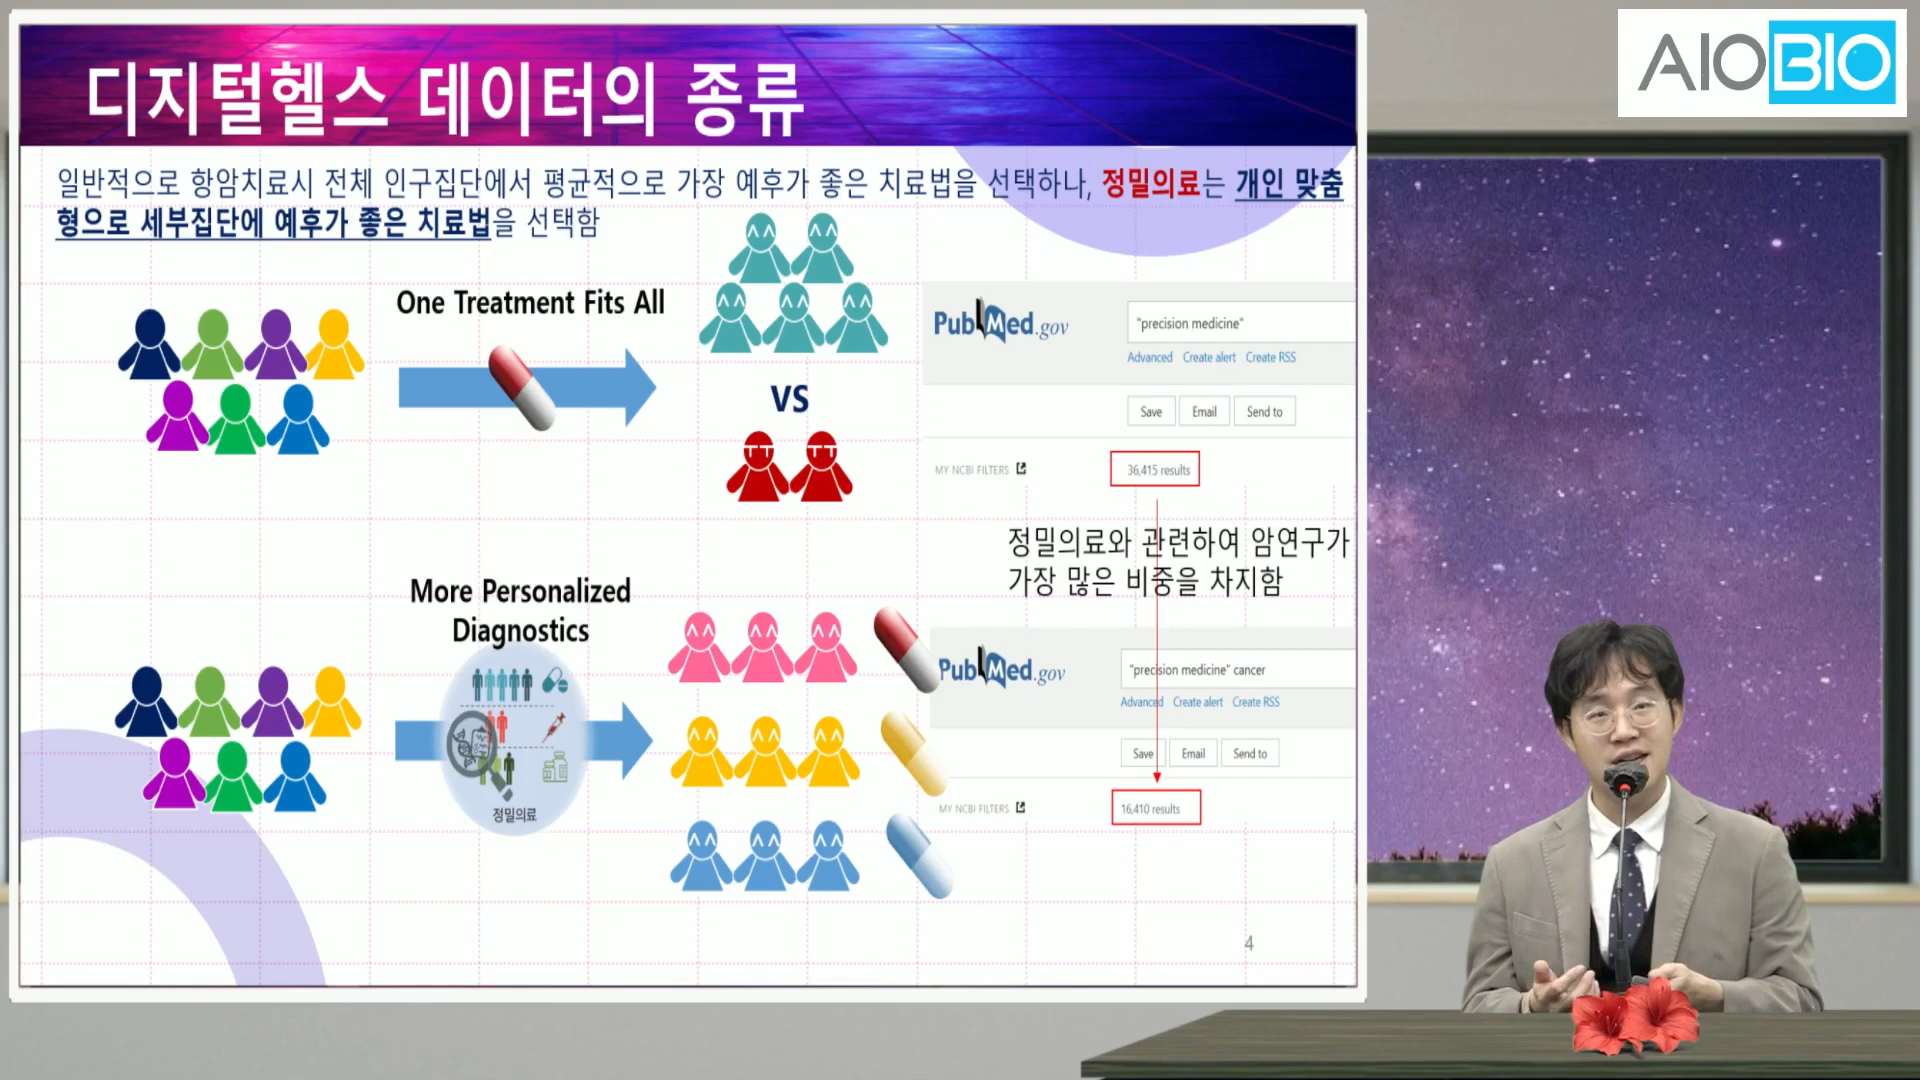 디지털헬스 데이터의 종류
AIOBIO
일반적으로 항암치료시 전체 인구집단에서 평균적으로 가장 예후가 좋은 치료법을 선택하나, 정밀의료는 개인 맞춤
형으로 세부집단에 예후가 좋은 치료법을 선택함
One Treatment Fits All
VS
PubMed.gov
"precision medicine"
Advanced Create alert Create RSS
Save Email Send to
MY NCBI FILTERS
36,415 results
정밀의료와 관련하여 암연구가
가장 많은 비중을 차지함
More Personalized
Diagnostics
정밀의료
PubMed.gov
"precision medicine" cancer
Advanced Create alert Create RSS
Save Email Send to
MY NCBI FILTERS
16,410 results
4